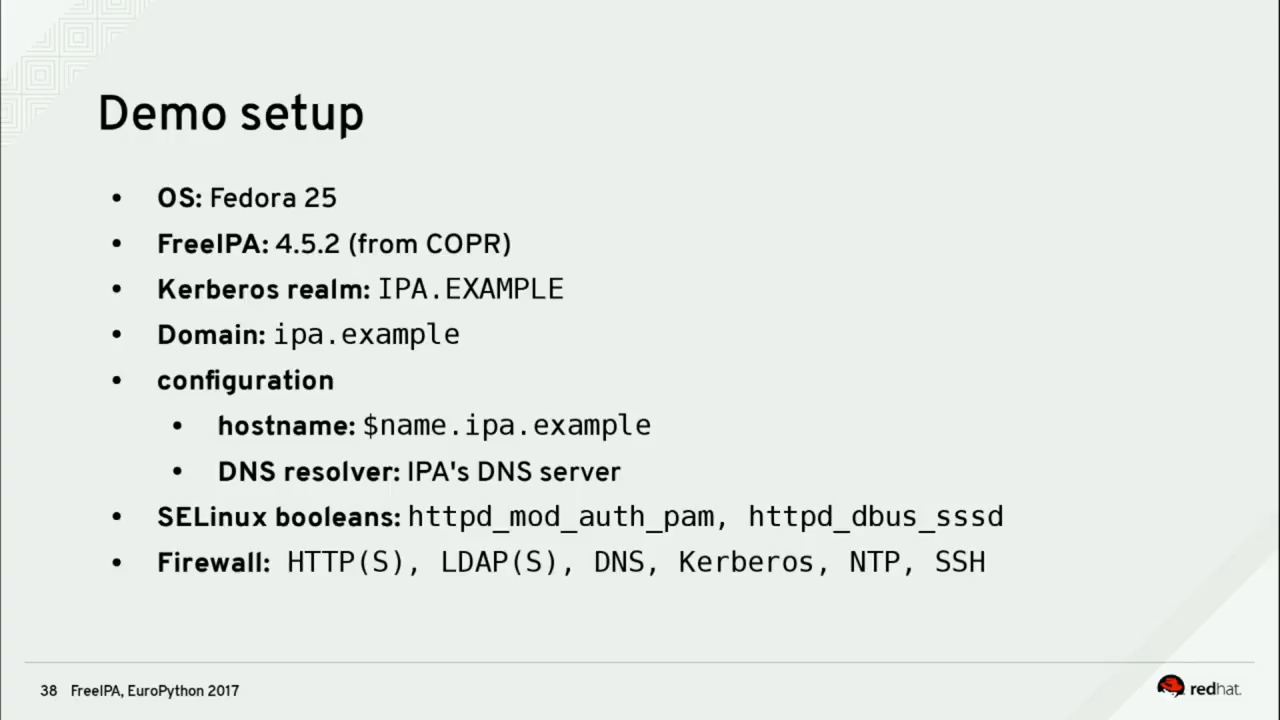 Demo setup
• OS: Fedora 25
• FreeIPA: 4.5.2 (from COPR)
• Kerberos realm: IPA.EXAMPLE
• Domain: ipa.example
• configuration
• hostname: $name.ipa.example
• DNS resolver: IPA's DNS server
• SELinux booleans: httpd_mod_auth_pam, httpd_dbus_sssd
• Firewall: HTTP(S), LDAP(S), DNS, Kerberos, NTP, SSH
38 FreeIPA, EuroPython 2017
redhat.